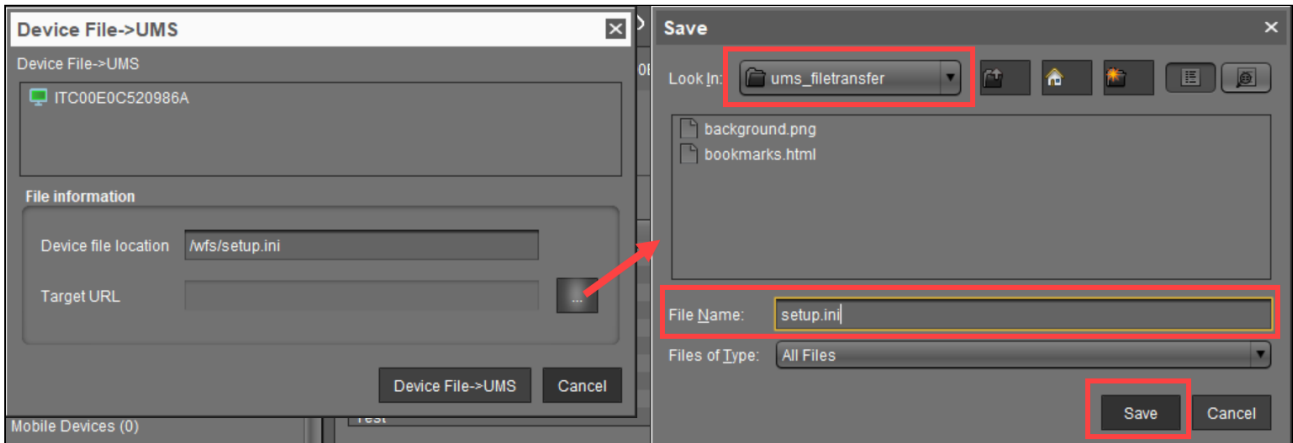 Device File->UMS
Device File->UMS
ITC00E0C520986A
File information
Device file location /wfs/setup.ini
Target URL ...
Device File->UMS Cancel
Mobile Devices (0)
Test
Save
Look In: ums_filetransfer
background.png
bookmarks.html
File Name: setup.ini
Files of Type: All Files
Save Cancel